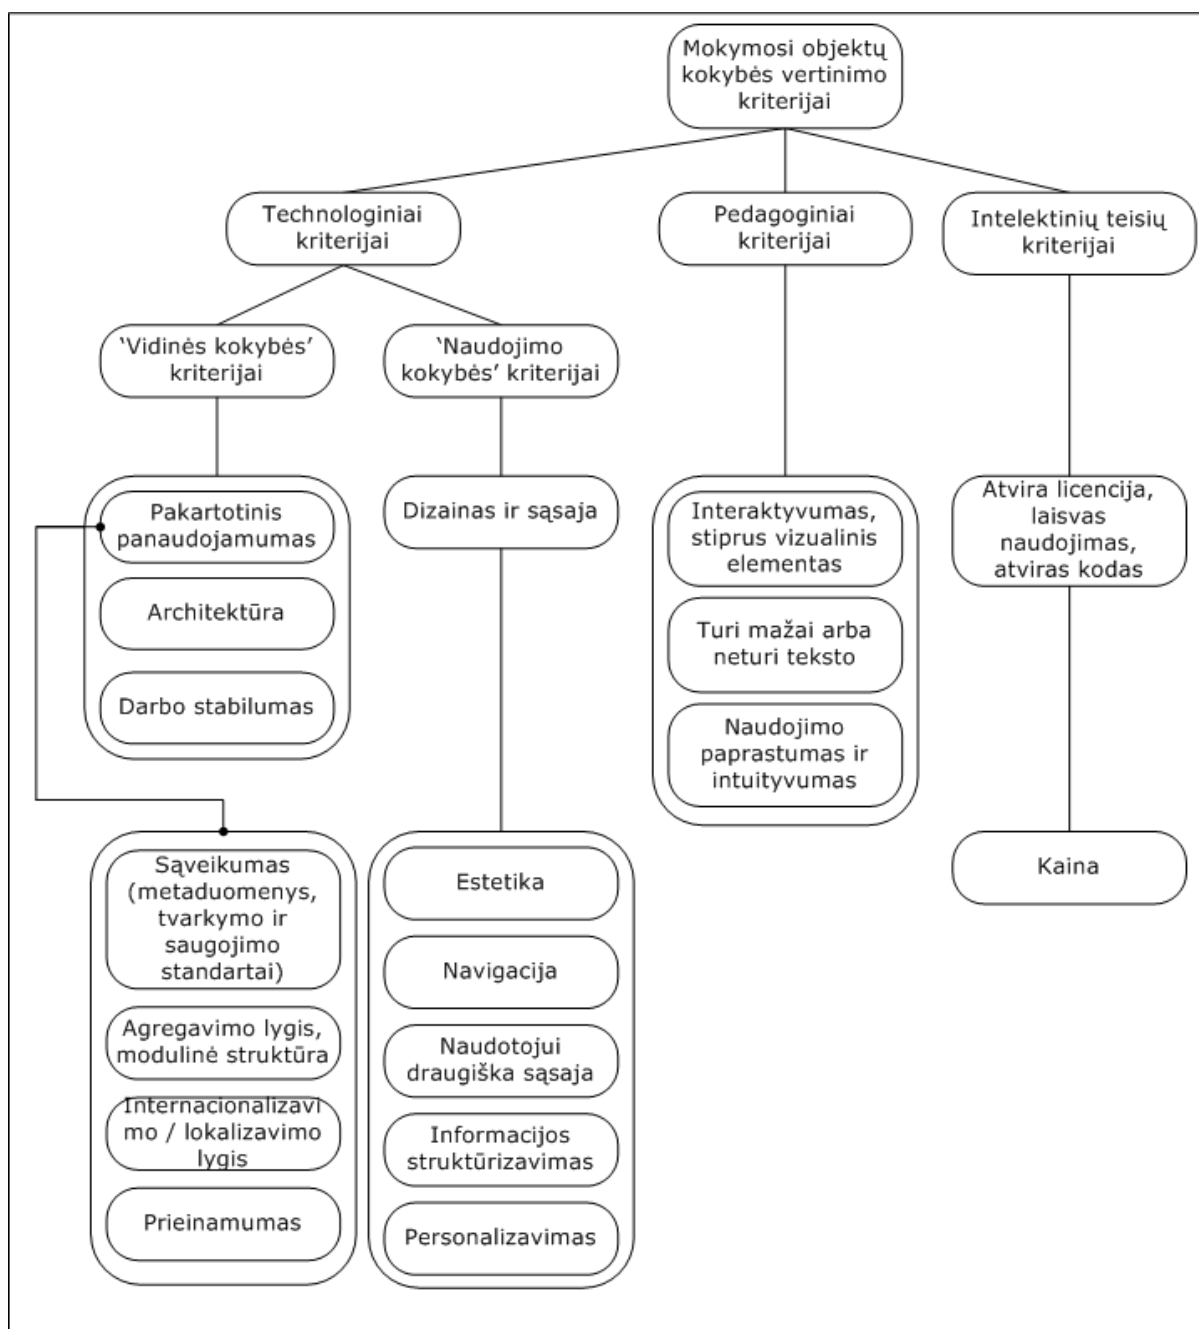 Mokymosi objektų
kokybės vertinimo
kriterijai
Technologiniai
kriterijai
Pedagoginiai
kriterijai
Intelektinių teisių
kriterijai
‘Vidinės kokybės’
kriterijai
‘Naudojimo
kokybės’ kriterijai
Pakartotinis
panaudojamumas
Architektūra
Darbo stabilumas
Dizainas ir sąsaja
Interaktyvumas,
stiprus vizualinis
elementas
Turi mažai arba
neturi teksto
Naudojimo
paprastumas ir
intuityvumas
Atvira licencija,
laisvas
naudojimas,
atviras kodas
Sąveikumas
(metaduomenys,
tvarkymo ir
saugojimo
standartai)
Agregavimo lygis,
modulinė struktūra
Internacionalizavi
mo / lokalizavimo
lygis
Prieinamumas
Estetika
Navigacija
Naudotojui
draugiška sąsaja
Informacijos
struktūrizavimas
Personalizavimas
Kaina